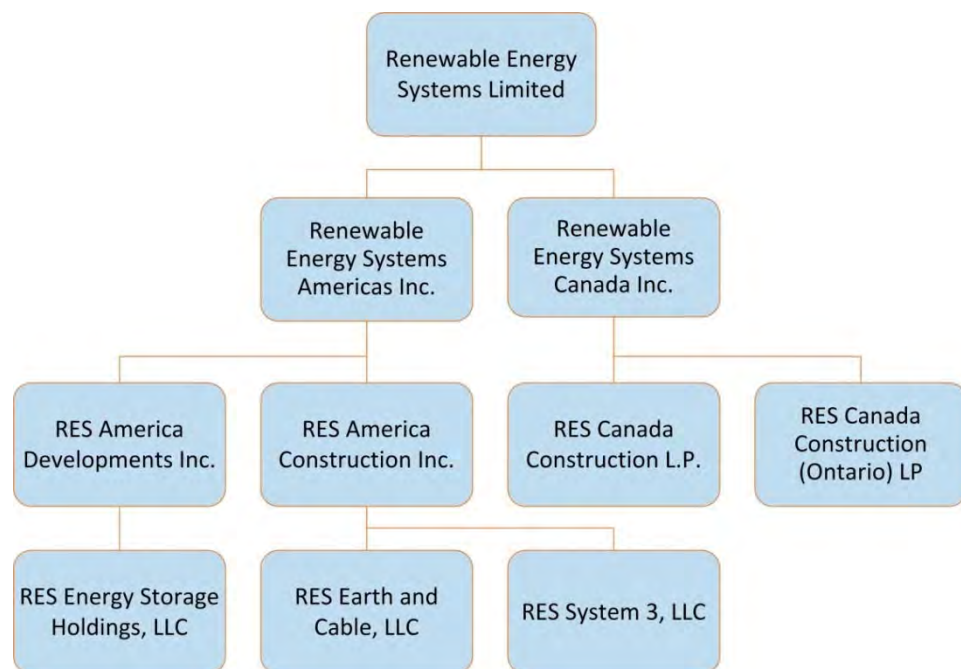 Renewable Energy
Systems Limited
Renewable
Energy Systems
Americas Inc.
Renewable
Energy Systems
Canada Inc.
RES America
Developments Inc.
RES America
Construction Inc.
RES Canada
Construction L.P.
RES Canada
Construction
(Ontario) LP
RES Energy Storage
Holdings, LLC
RES Earth and
Cable, LLC
RES System 3, LLC